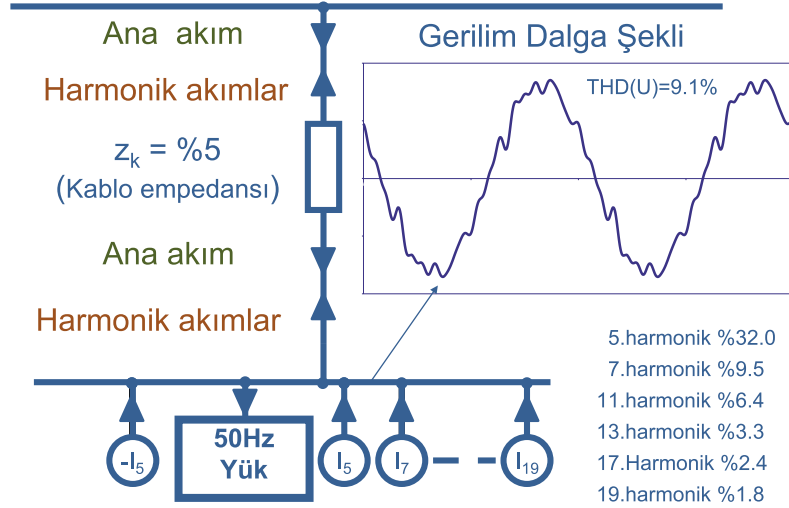 Ana akım
Gerilim Dalga Şekli
Harmonik akımlar
THD(U)=9.1%
zk = %5
(Kablo empedansı)
Ana akım
Harmonik akımlar
5.harmonik %32.0
7.harmonik %9.5
11.harmonik %6.4
13.harmonik %3.3
17.Harmonik %2.4
19.harmonik %1.8
-I5
50Hz
Yük
I5
I7
I19